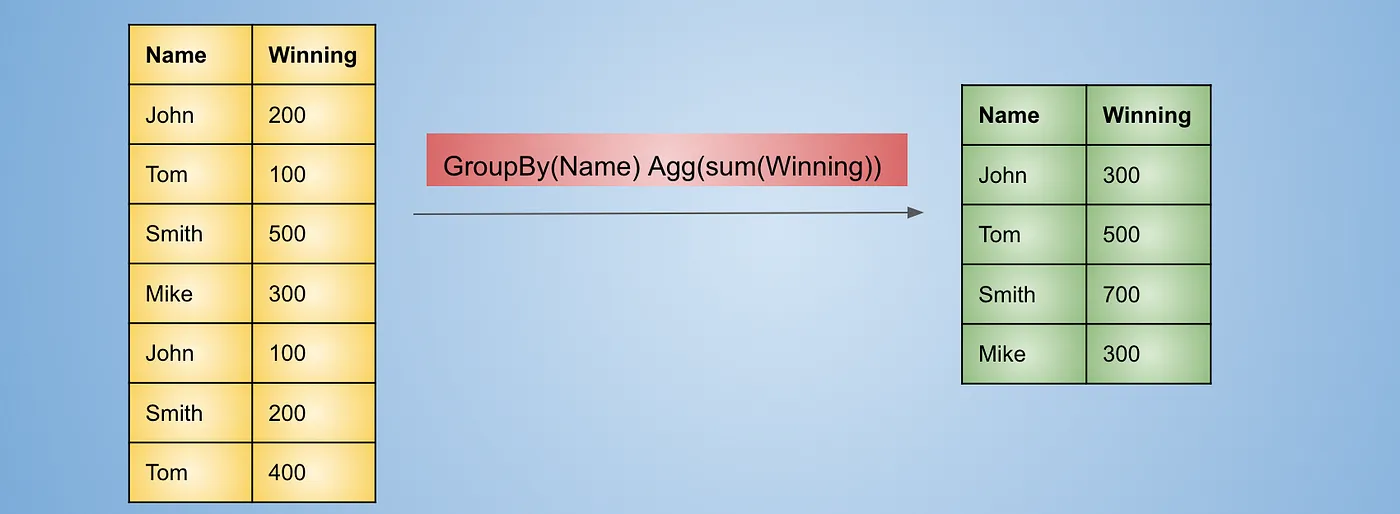 Name Winning
John 200
Tom 100
Smith 500
Mike 300
John 100
Smith 200
Tom 400
GroupBy(Name) Agg(sum(Winning))
Name Winning
John 300
Tom 500
Smith 700
Mike 300